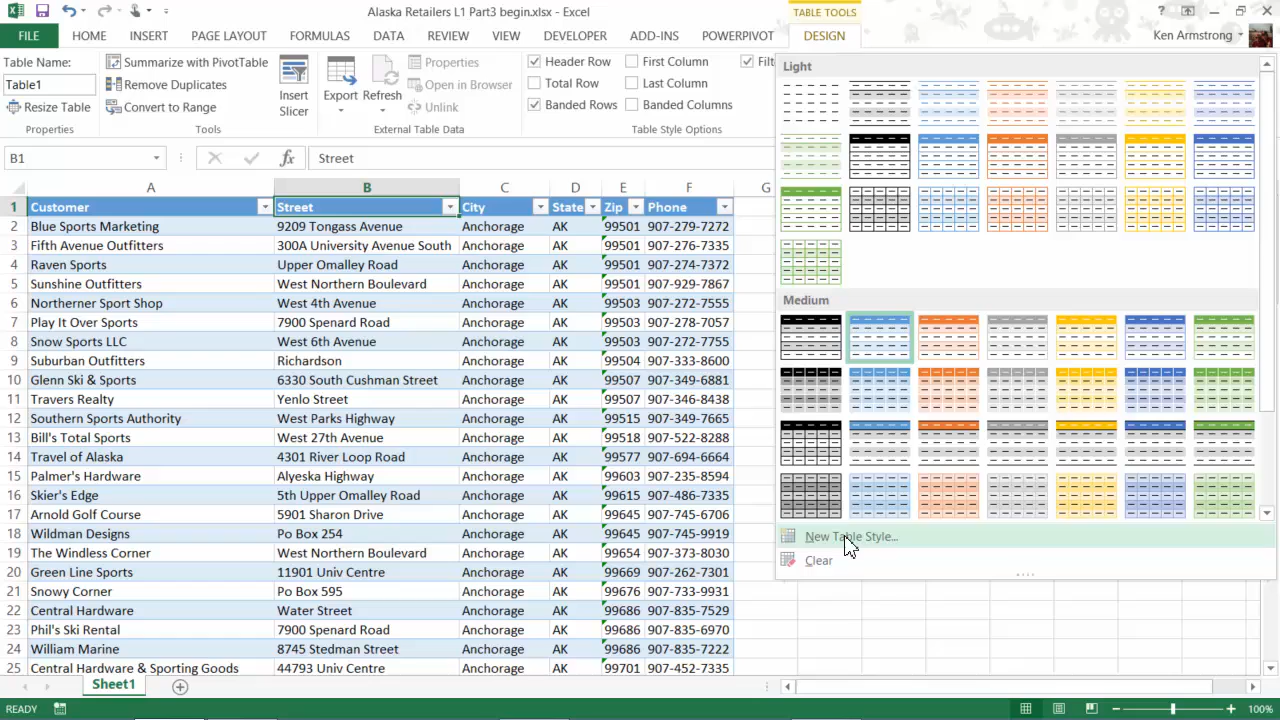 Alaska Retailers L1 Part3 begin.xlsx - Excel
TABLE TOOLS
?
FILE HOME INSERT PAGE LAYOUT FORMULAS DATA REVIEW VIEW DEVELOPER ADD-INS POWERPIVOT DESIGN Ken Armstrong
Table Name:
Table1
Resize Table
Properties
Summarize with PivotTable
Remove Duplicates
Convert to Range
Tools
Insert
Slicer
Export
Refresh
Properties
Open in Browser
Unlink
External Table Data
Header Row
Total Row
Banded Rows
First Column
Last Column
Banded Columns
Table Style Options
Light
Medium
New Table Style...
Clear
B1 fx Street
A B C D E F G
1 Customer Street City State Zip Phone
2 Blue Sports Marketing 9209 Tongass Avenue Anchorage AK 99501 907-279-7272
3 Fifth Avenue Outfitters 300A University Avenue South Anchorage AK 99501 907-276-7335
4 Raven Sports Upper Omalley Road Anchorage AK 99501 907-274-7372
5 Sunshine Outfitters West Northern Boulevard Anchorage AK 99501 907-929-7867
6 Northerner Sport Shop West 4th Avenue Anchorage AK 99503 907-272-7555
7 Play It Over Sports 7900 Spenard Road Anchorage AK 99503 907-278-7057
8 Snow Sports LLC West 6th Avenue Anchorage AK 99503 907-272-7755
9 Suburban Outfitters Richardson Anchorage AK 99504 907-333-8600
10 Glenn Ski & Sports 6330 South Cushman Street Anchorage AK 99507 907-349-6881
11 Travers Realty Yenlo Street Anchorage AK 99507 907-348-6335
12 Southern Sports Authority West Parks Highway Anchorage AK 99515 907-349-7665
13 Bill's Total Sports West 27th Avenue Anchorage AK 99518 907-522-8288
14 Travel of Alaska 4301 River Loop Road Anchorage AK 99577 907-694-6664
15 Palmer's Hardware Alyeska Highway Anchorage AK 99603 907-235-8594
16 Skier's Edge 5th Upper Omalley Road Anchorage AK 99615 907-486-7335
17 Arnold Golf Course 5901 Sharon Drive Anchorage AK 99645 907-745-6706
18 Wildman Designs Po Box 254 Anchorage AK 99645 907-745-9919
19 The Windless Corner West Northern Boulevard Anchorage AK 99654 907-373-8030
20 Green Line Sports 11901 Univ Centre Anchorage AK 99669 907-262-7301
21 Snowy Corner Po Box 595 Anchorage AK 99676 907-733-9931
22 Central Hardware Water Street Anchorage AK 99686 907-835-7529
23 Phil's Ski Rental 7900 Spenard Road Anchorage AK 99686 907-835-6970
24 William Marine 8745 Stedman Street Anchorage AK 99686 907-835-7222
25 Central Hardware & Sporting Goods 44793 Univ Centre Anchorage AK 99701 907-452-7335
Sheet1
READY 100%